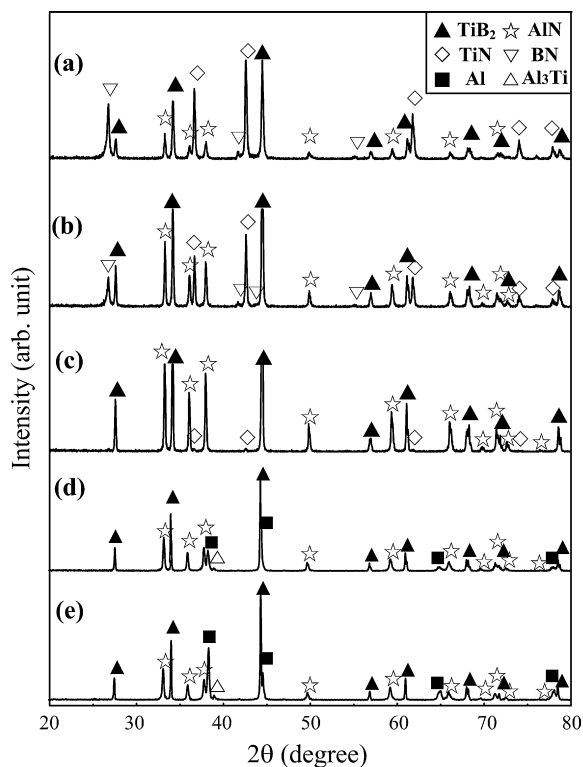 TiB₂ AlN
TiN BN
Al Al₃Ti
(a)
(b)
(c)
(d)
(e)
Intensity (arb. unit)
20 30 40 50 60 70 80
2θ (degree)